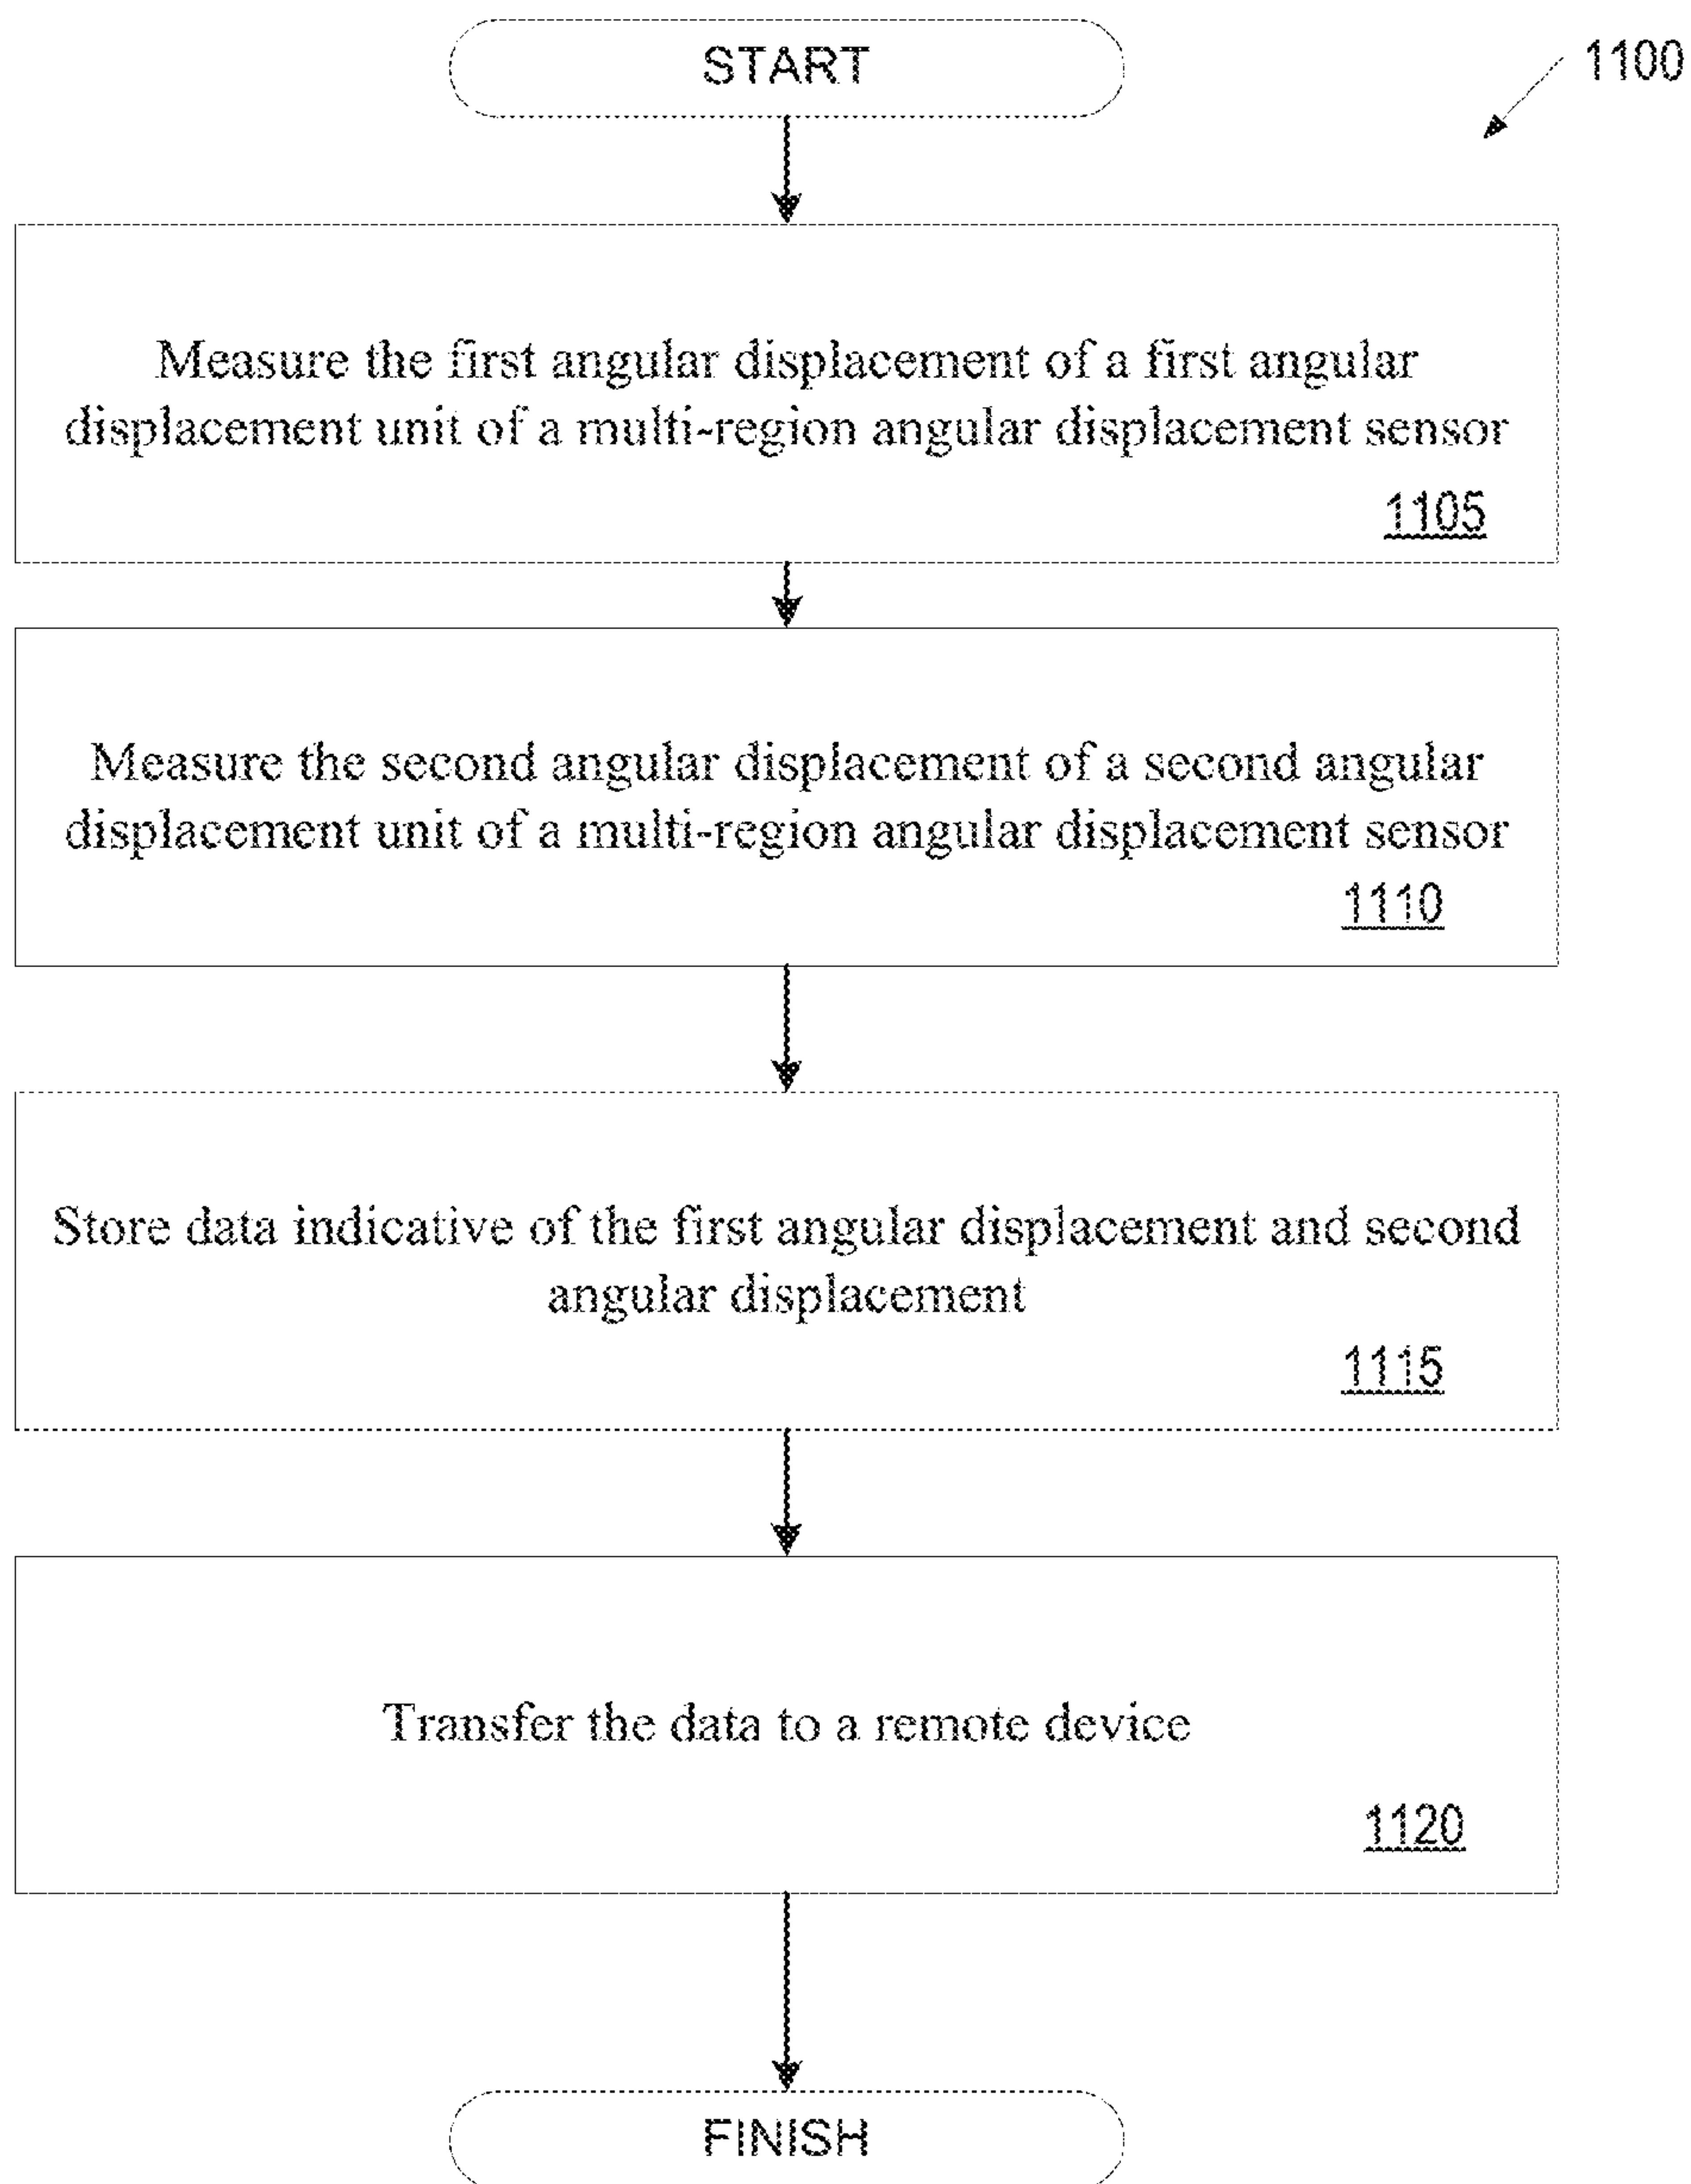 START
1100
Measure the first angular displacement of a first angular
displacement unit of a multi-region angular displacement sensor
1105
Measure the second angular displacement of a second angular
displacement unit of a multi-region angular displacement sensor
1110
Store data indicative of the first angular displacement and second
angular displacement
1115
Transfer the data to a remote device
1120
FINISH